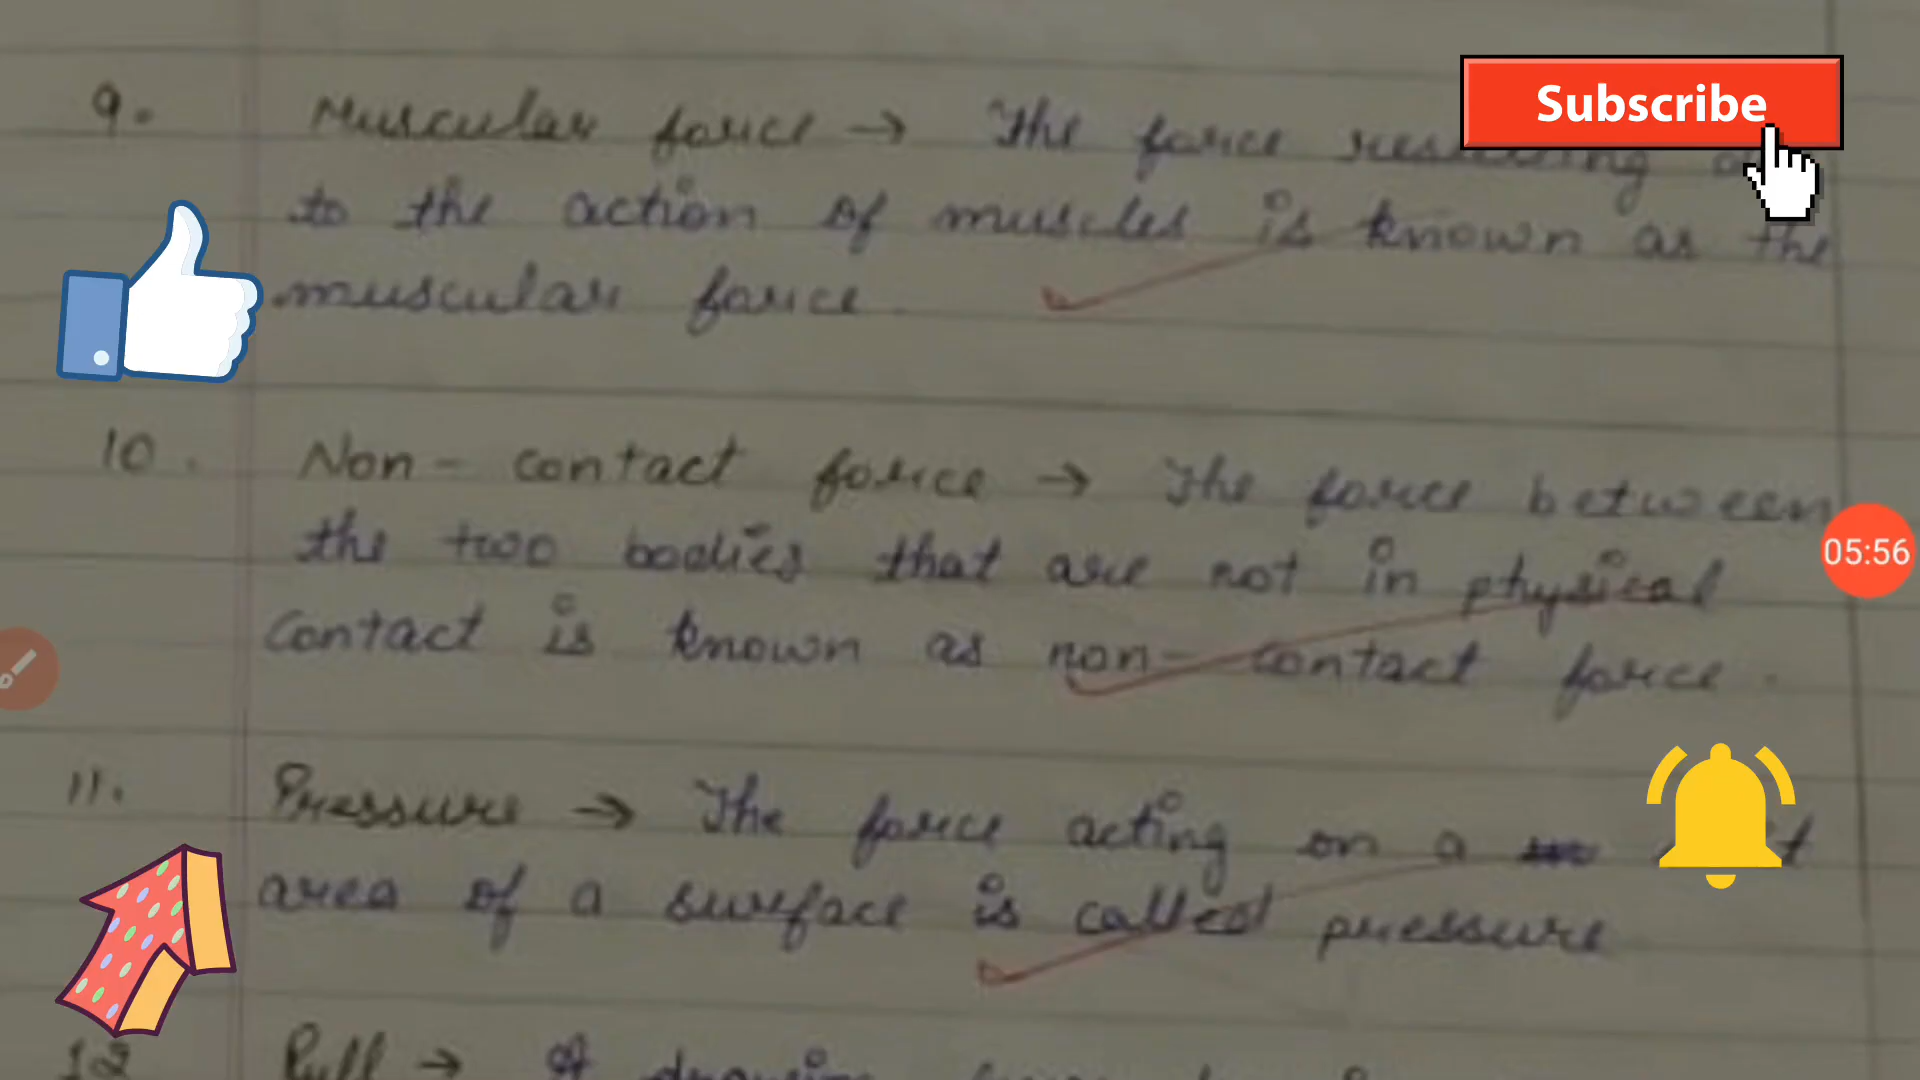 Subscribe
9. Muscular force → The force resulting
to the action of muscles is known as the
muscular force.
10. Non-contact force → The force between
the two bodies that are not in physical
contact is known as non-contact force.
05:56
11. Pressure → The force acting on a
area of a surface is called pressure
12 Pull →